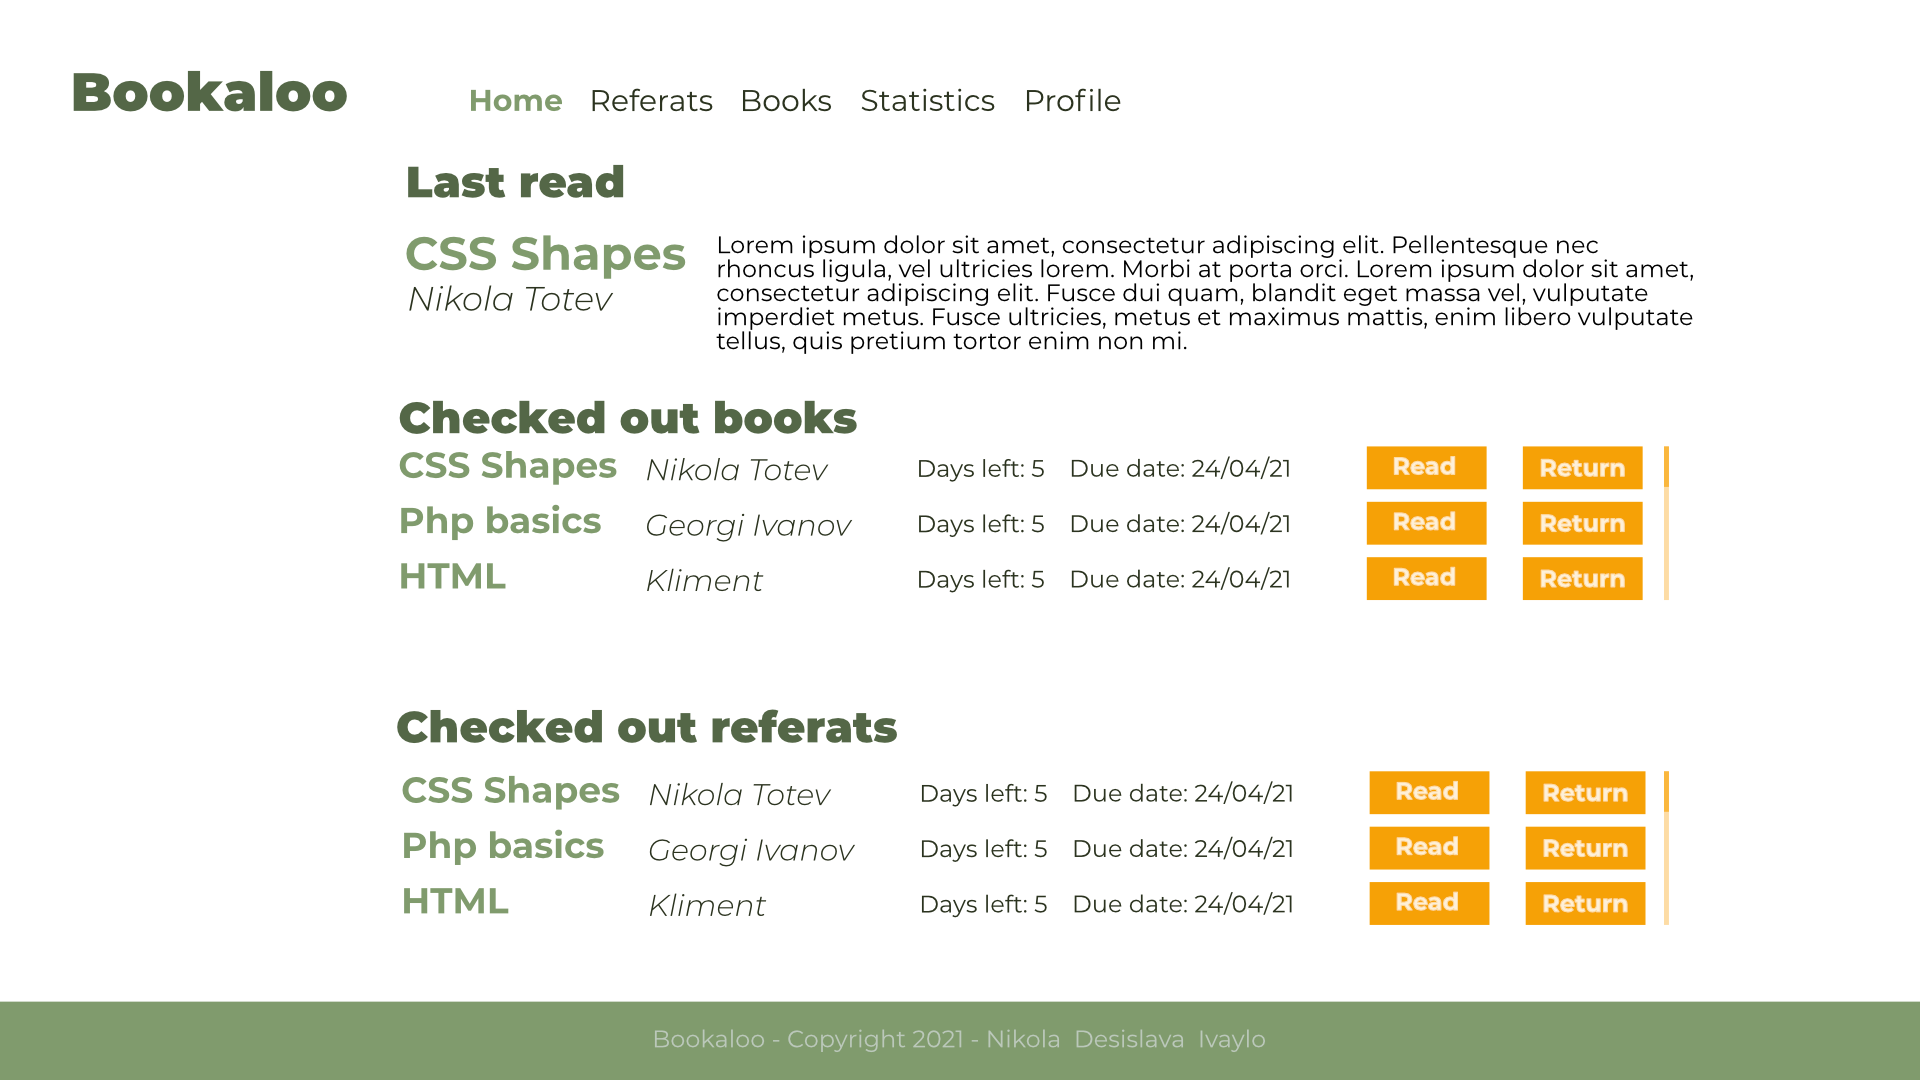 Bookaloo
Home Referats Books Statistics Profile
Last read
CSS Shapes
Nikola Totev
Lorem ipsum dolor sit amet, consectetur adipiscing elit. Pellentesque nec
rhoncus ligula, vel ultricies lorem. Morbi at porta orci. Lorem ipsum dolor sit amet,
consectetur adipiscing elit. Fusce dui quam, blandit eget massa vel, vulputate
imperdiet metus. Fusce ultricies, metus et maximus mattis, enim libero vulputate
tellus, quis pretium tortor enim non mi.
Checked out books
CSS Shapes Nikola Totev Days left: 5 Due date: 24/04/21 Read Return
Php basics Georgi Ivanov Days left: 5 Due date: 24/04/21 Read Return
HTML Kliment Days left: 5 Due date: 24/04/21 Read Return
Checked out referats
CSS Shapes Nikola Totev Days left: 5 Due date: 24/04/21 Read Return
Php basics Georgi Ivanov Days left: 5 Due date: 24/04/21 Read Return
HTML Kliment Days left: 5 Due date: 24/04/21 Read Return
Bookaloo - Copyright 2021 - Nikola Desislava Ivaylo